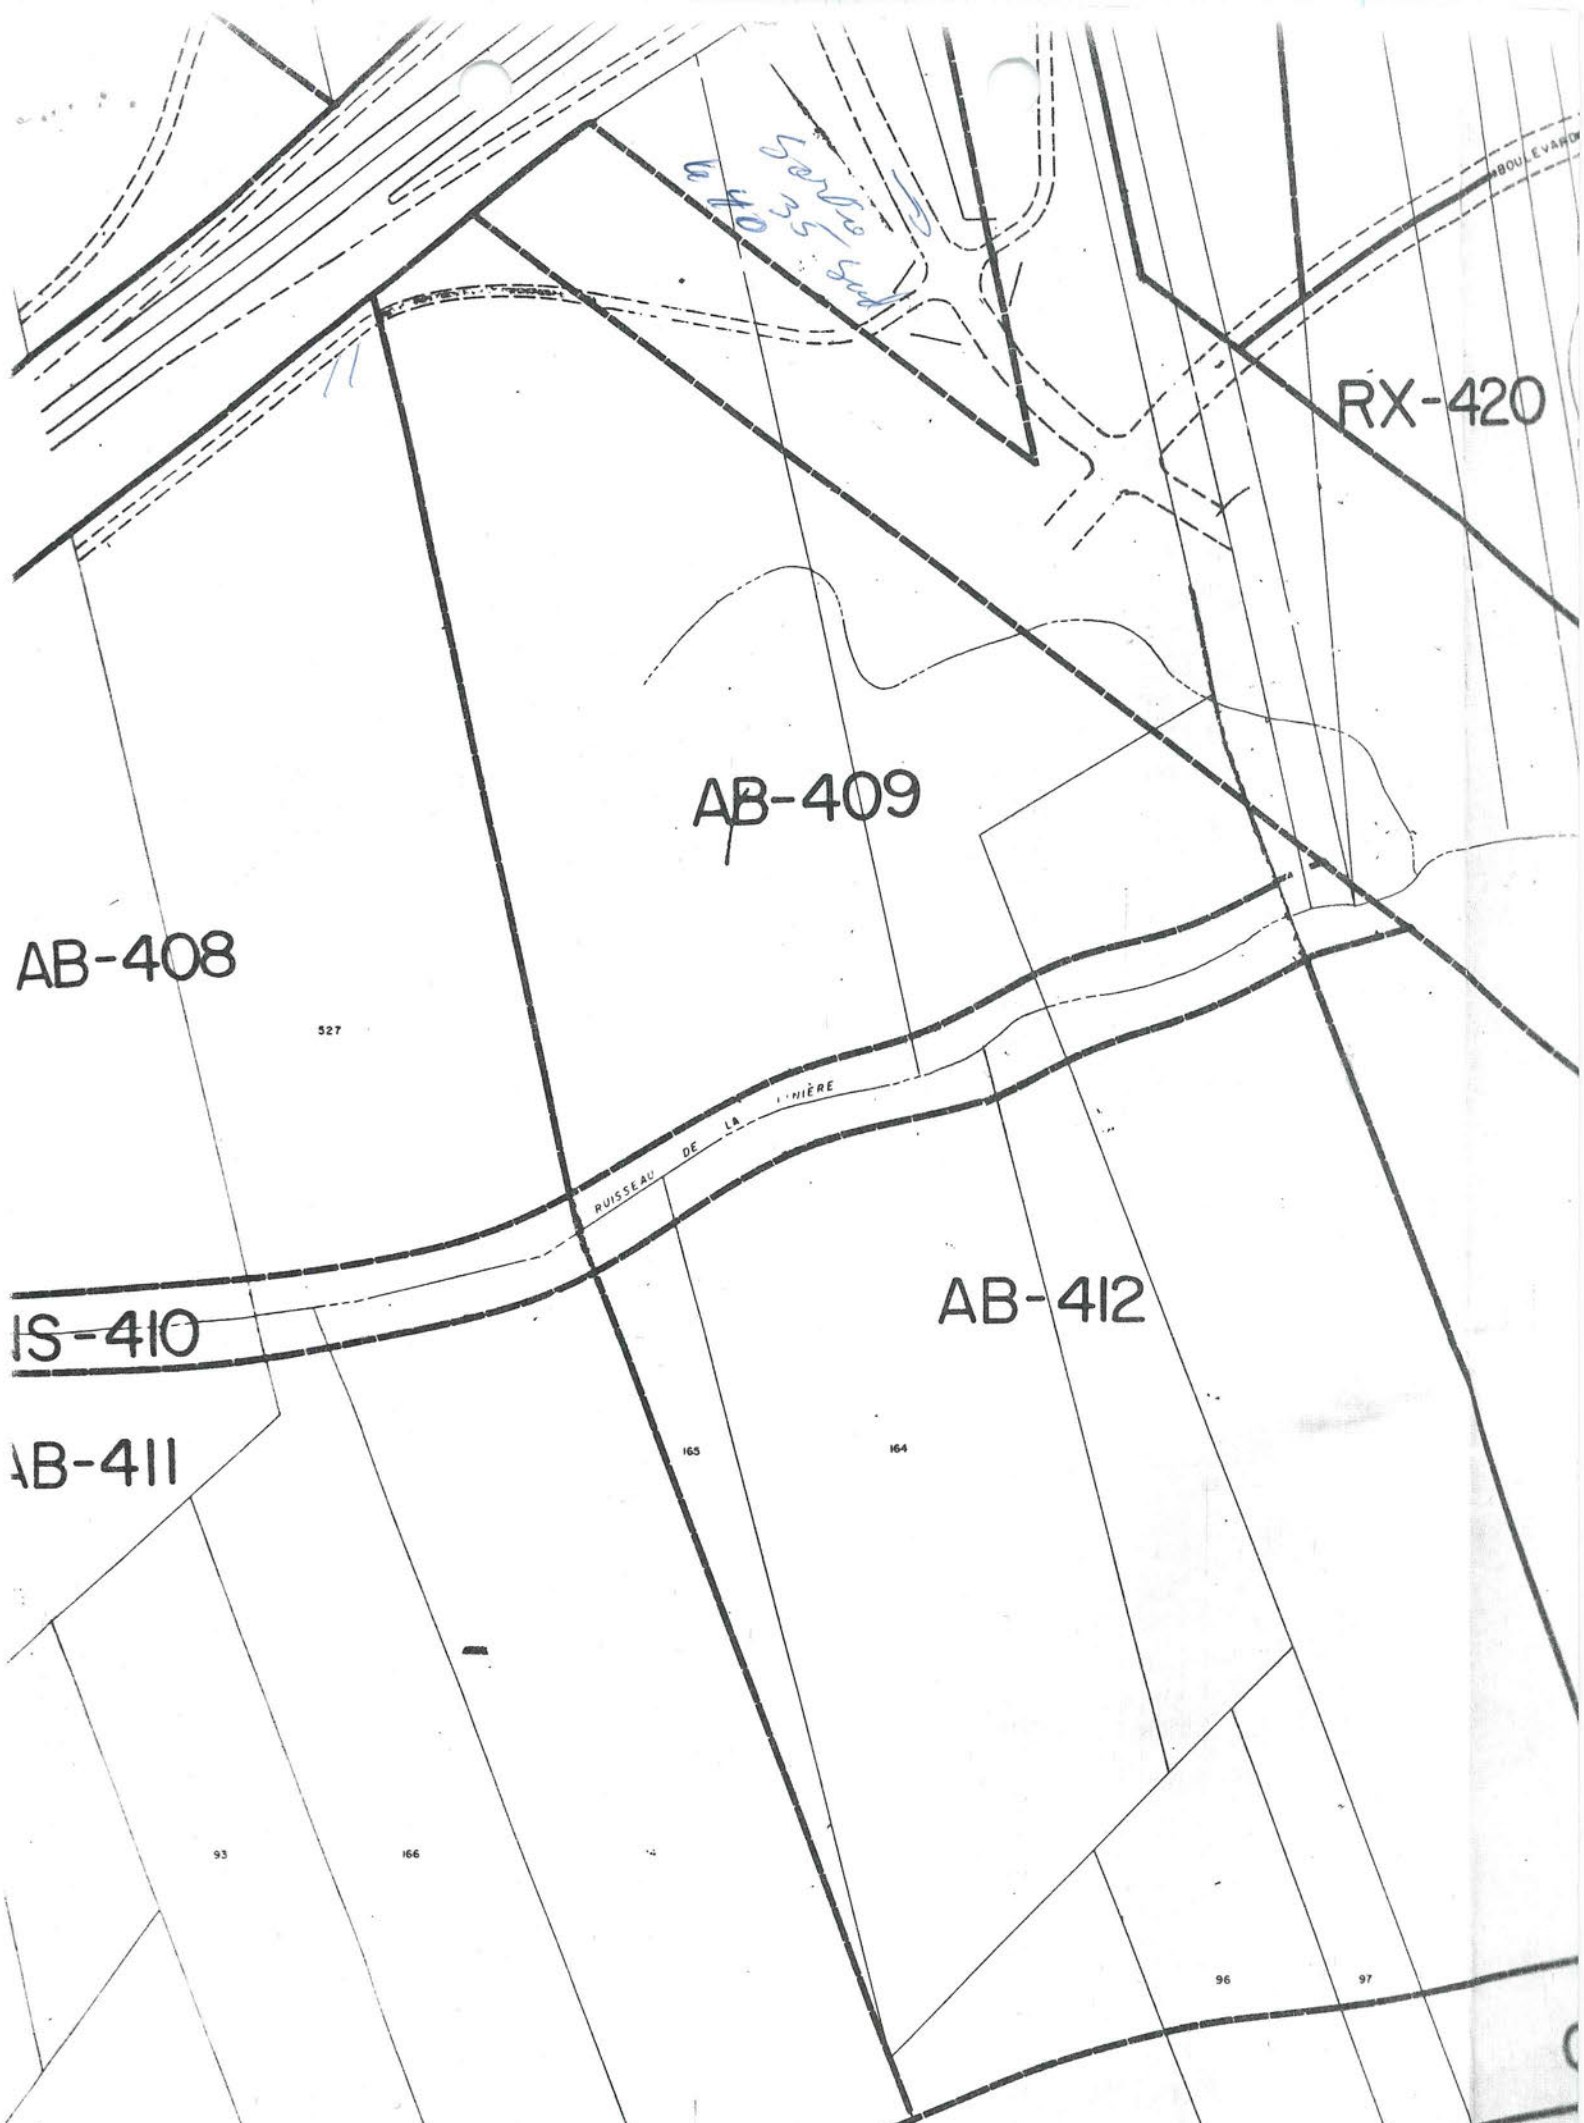 BOULEVARD
Sortie
35 sud
la 40
RX-420
AB-409
AB-408
527
RUISSEAU DE LA
AB-412
IS-410
AB-411
165
164
93
166
96
97